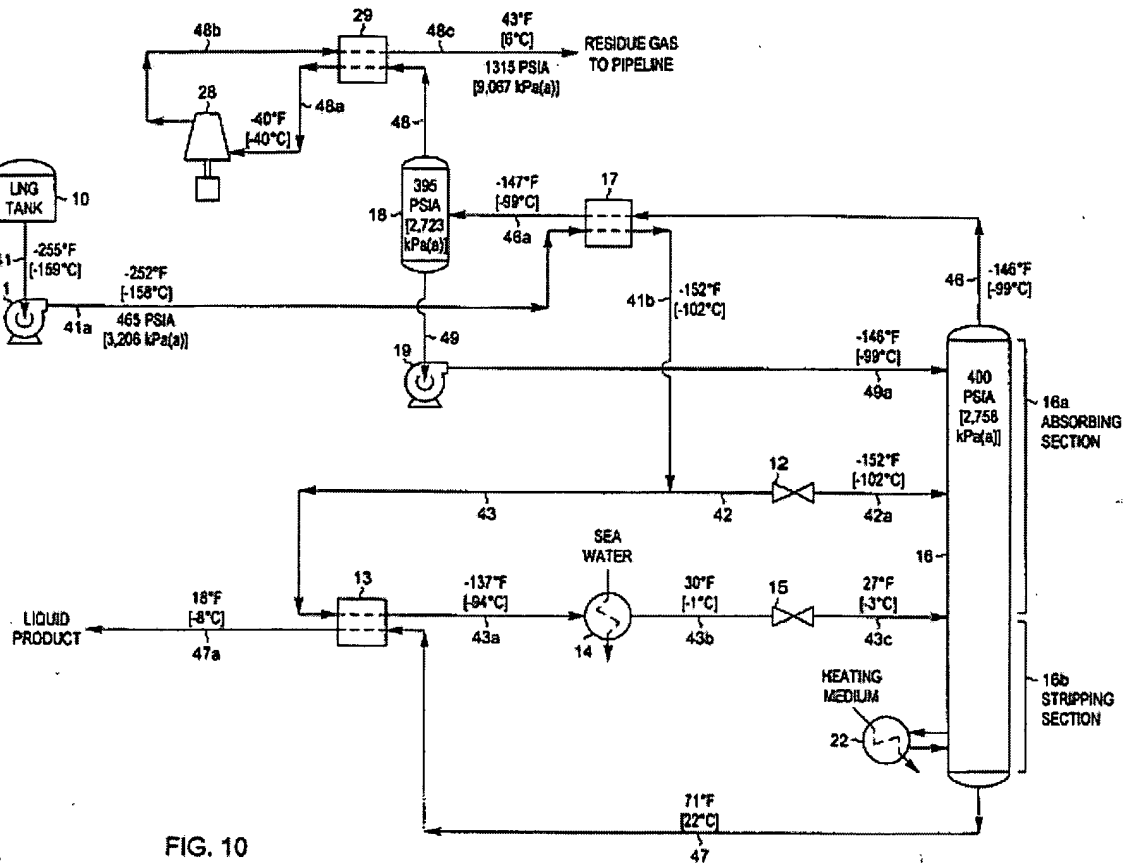 29
48b
48c
43°F
[6°C]
RESIDUE GAS
TO PIPELINE
1315 PSIA
[9,067 kPa(a)]
28
48a
-40°F
[-40°C]
48
LNG
TANK
10
395
PSIA
[2,723
kPa(a)]
18
-147°F
[-99°C]
46a
17
-255°F
[-159°C]
-252°F
[-158°C]
41a
465 PSIA
[3,206 kPa(a)]
41b
-152°F
[-102°C]
46
-146°F
[-99°C]
49
19
-146°F
[-99°C]
49a
400
PSIA
[2,758
kPa(a)]
16a
ABSORBING
SECTION
12
-152°F
[-102°C]
43
42
42a
16
SEA
WATER
13
18°F
[-8°C]
LIQUID
PRODUCT
47a
-137°F
[-94°C]
43a
14
30°F
[-1°C]
43b
15
27°F
[-3°C]
43c
HEATING
MEDIUM
22
16b
STRIPPING
SECTION
71°F
[22°C]
47
FIG. 10